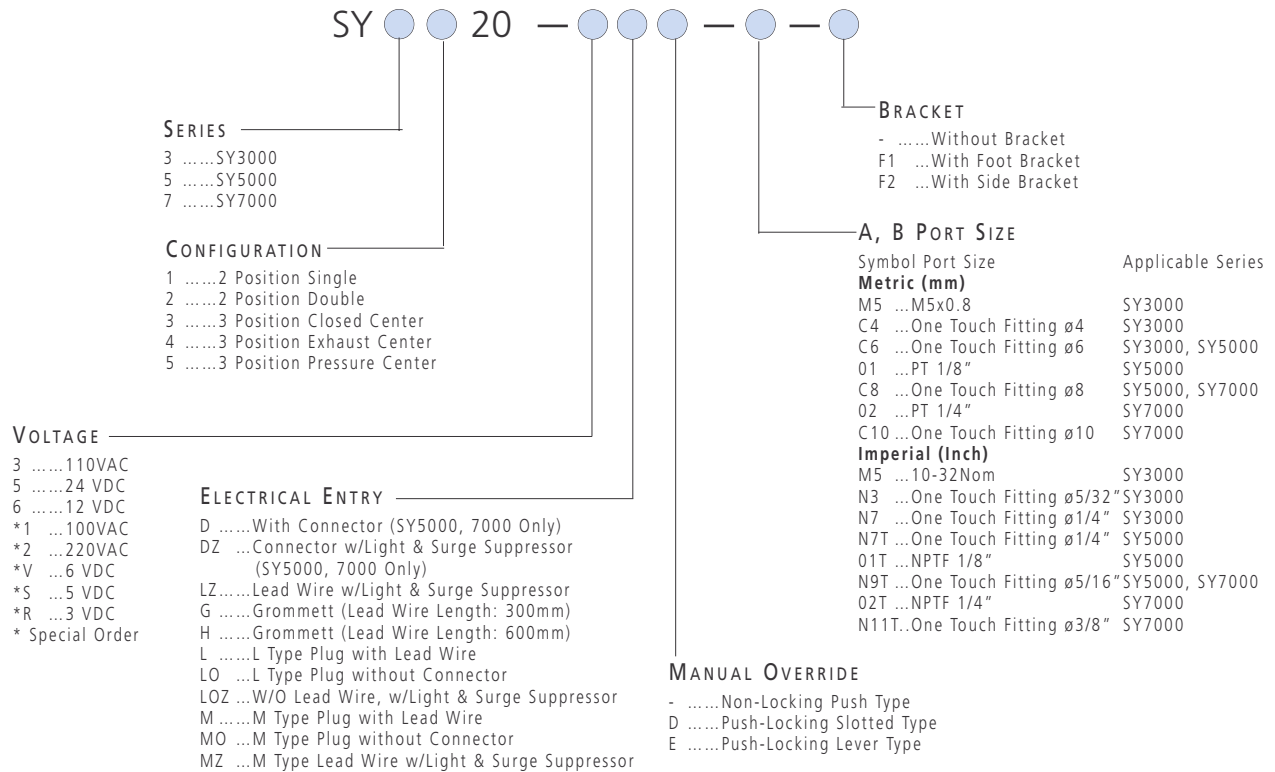 SY 20 — — —
BRACKET
- ……Without Bracket
F1 …With Foot Bracket
F2 …With Side Bracket
SERIES
3 ……SY3000
5 ……SY5000
7 ……SY7000
A, B PORT SIZE
Symbol Port Size Applicable Series
Metric (mm)
M5 …M5x0.8 SY3000
C4 …One Touch Fitting ø4 SY3000
C6 …One Touch Fitting ø6 SY3000, SY5000
01 …PT 1/8" SY5000
C8 …One Touch Fitting ø8 SY5000, SY7000
02 …PT 1/4" SY7000
C10 …One Touch Fitting ø10 SY7000
Imperial (Inch)
M5 …10-32Nom SY3000
N3 …One Touch Fitting ø5/32" SY3000
N7 …One Touch Fitting ø1/4" SY3000
N7T …One Touch Fitting ø1/4" SY5000
01T …NPTF 1/8" SY5000
N9T …One Touch Fitting ø5/16" SY5000, SY7000
02T …NPTF 1/4" SY7000
N11T..One Touch Fitting ø3/8" SY7000
CONFIGURATION
1 ……2 Position Single
2 ……2 Position Double
3 ……3 Position Closed Center
4 ……3 Position Exhaust Center
5 ……3 Position Pressure Center
VOLTAGE
3 ……110VAC
5 ……24 VDC
6 ……12 VDC
*1 …100VAC
*2 …220VAC
*V …6 VDC
*S …5 VDC
*R …3 VDC
* Special Order
ELECTRICAL ENTRY
D ……With Connector (SY5000, 7000 Only)
DZ …Connector w/Light & Surge Suppressor
(SY5000, 7000 Only)
LZ……Lead Wire w/Light & Surge Suppressor
G ……Grommett (Lead Wire Length: 300mm)
H ……Grommett (Lead Wire Length: 600mm)
L ……L Type Plug with Lead Wire
LO …L Type Plug without Connector
LOZ …W/O Lead Wire, w/Light & Surge Suppressor
M ……M Type Plug with Lead Wire
MO …M Type Plug without Connector
MZ …M Type Lead Wire w/Light & Surge Suppressor
MANUAL OVERRIDE
- ……Non-Locking Push Type
D ……Push-Locking Slotted Type
E ……Push-Locking Lever Type